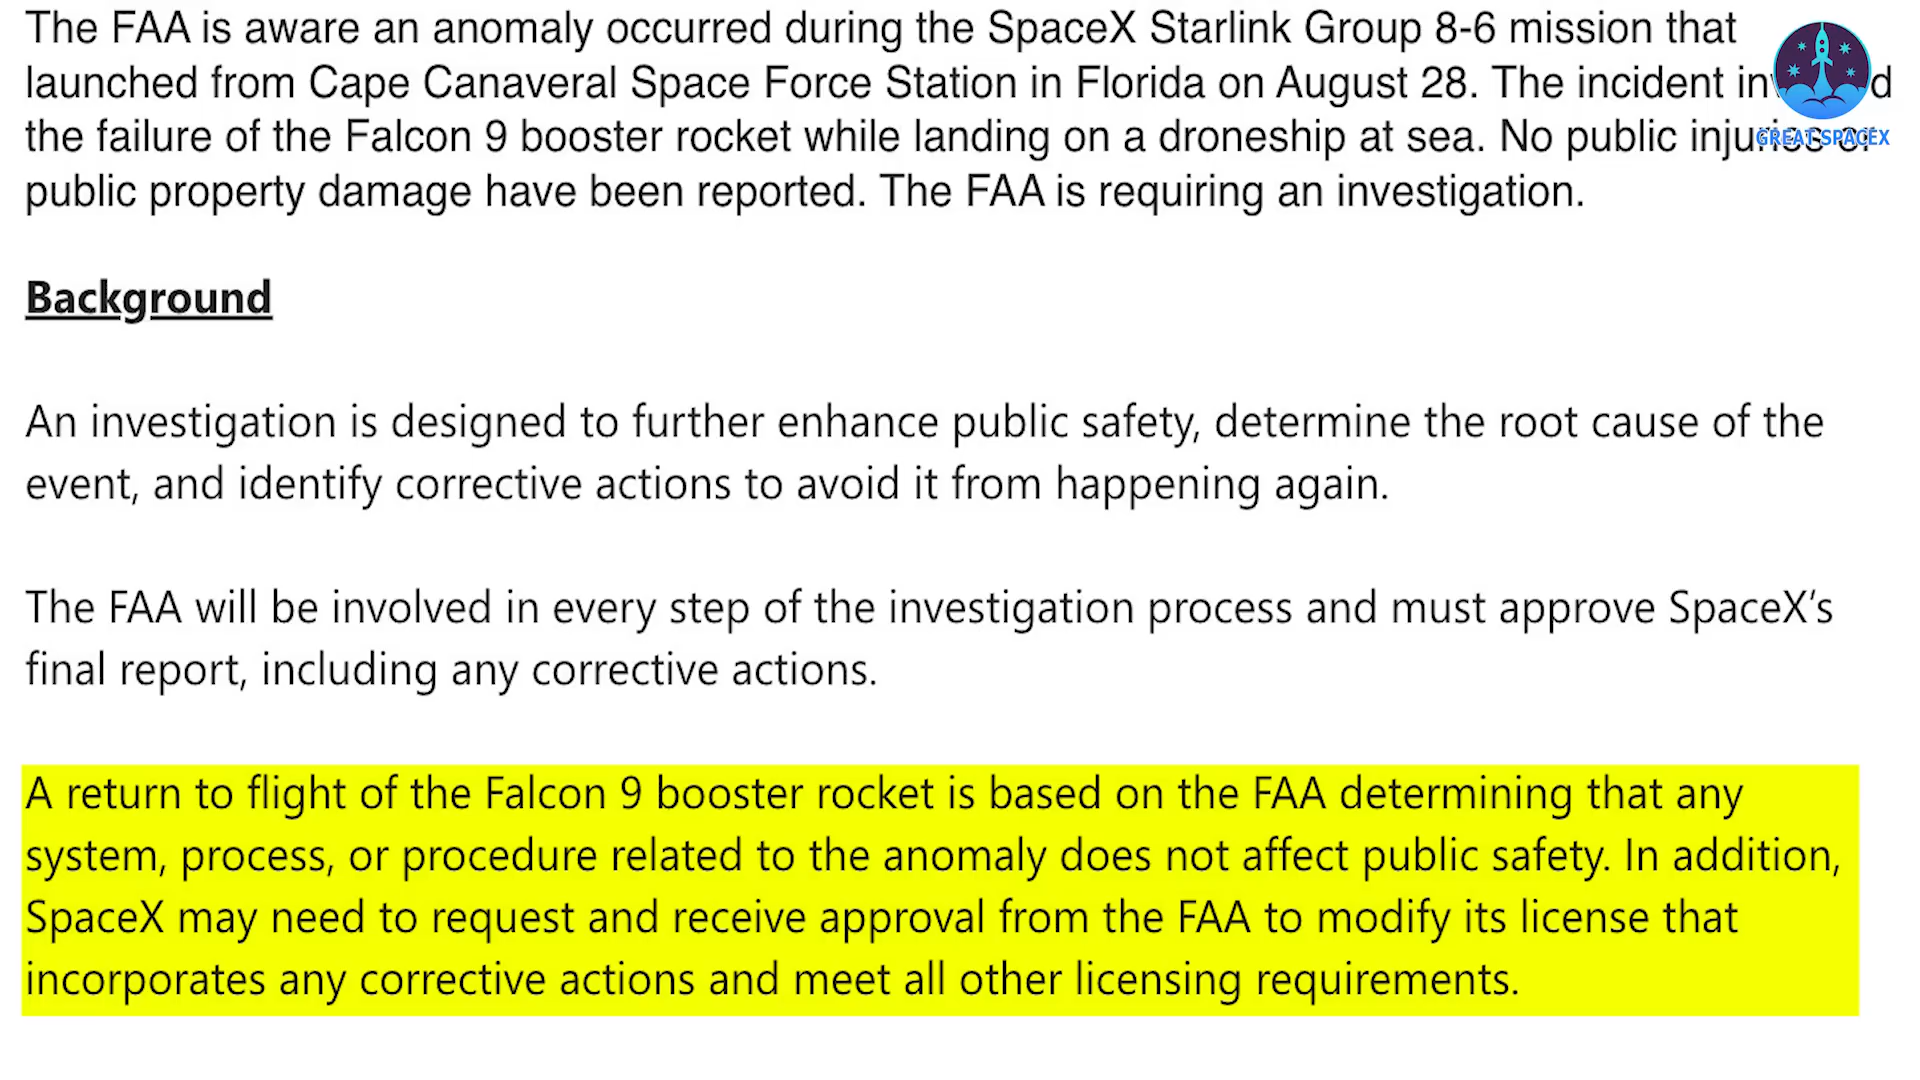 The FAA is aware an anomaly occurred during the SpaceX Starlink Group 8-6 mission that
launched from Cape Canaveral Space Force Station in Florida on August 28. The incident
the failure of the Falcon 9 booster rocket while landing on a droneship at sea. No public injuries or
public property damage have been reported. The FAA is requiring an investigation.
GREAT SPACEX
Background
An investigation is designed to further enhance public safety, determine the root cause of the
event, and identify corrective actions to avoid it from happening again.
The FAA will be involved in every step of the investigation process and must approve SpaceX's
final report, including any corrective actions.
A return to flight of the Falcon 9 booster rocket is based on the FAA determining that any
system, process, or procedure related to the anomaly does not affect public safety. In addition,
SpaceX may need to request and receive approval from the FAA to modify its license that
incorporates any corrective actions and meet all other licensing requirements.